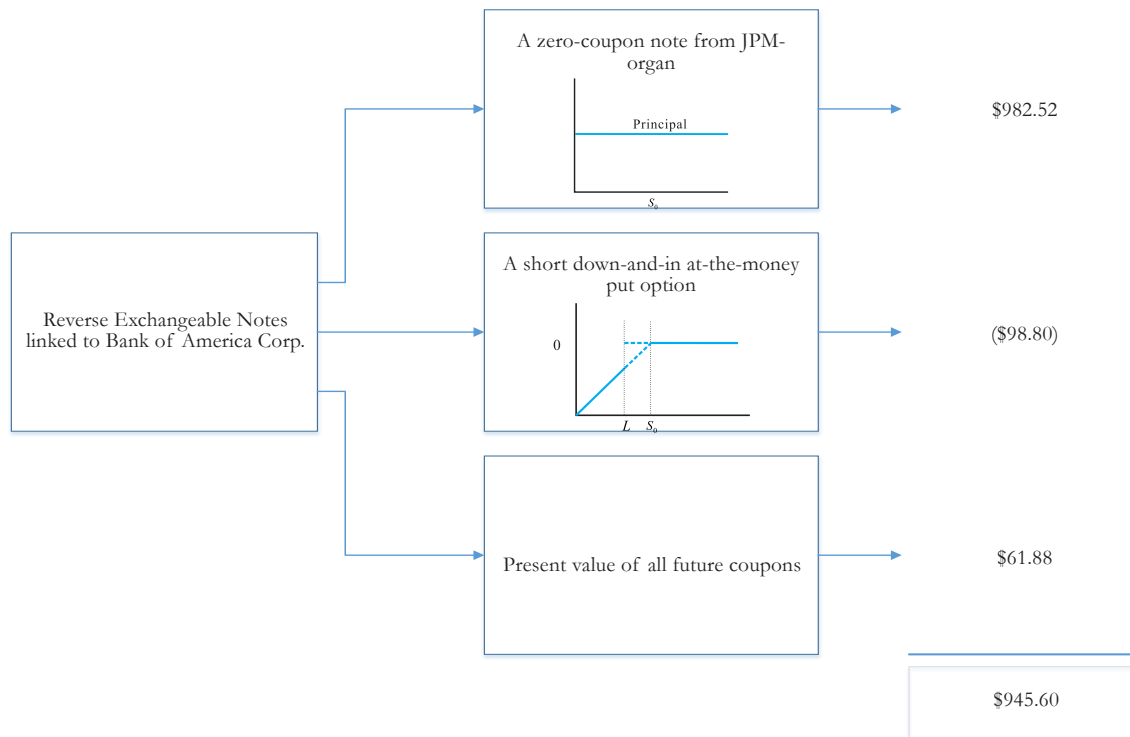 A zero-coupon note from JPM-
organ
Principal
S₀
$982.52
Reverse Exchangeable Notes
linked to Bank of America Corp.
A short down-and-in at-the-money
put option
0
L S₀
($98.80)
Present value of all future coupons
$61.88
$945.60